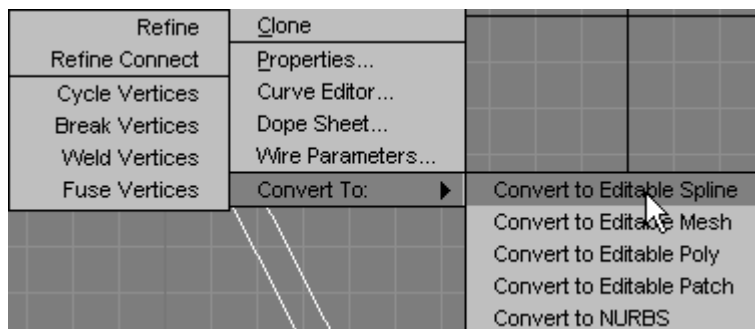 Refine
Refine Connect
Cycle Vertices
Break Vertices
Weld Vertices
Fuse Vertices
Clone
Properties...
Curve Editor...
Dope Sheet...
Wire Parameters...
Convert To:
Convert to Editable Spline
Convert to Editable Mesh
Convert to Editable Poly
Convert to Editable Patch
Convert to NURBS